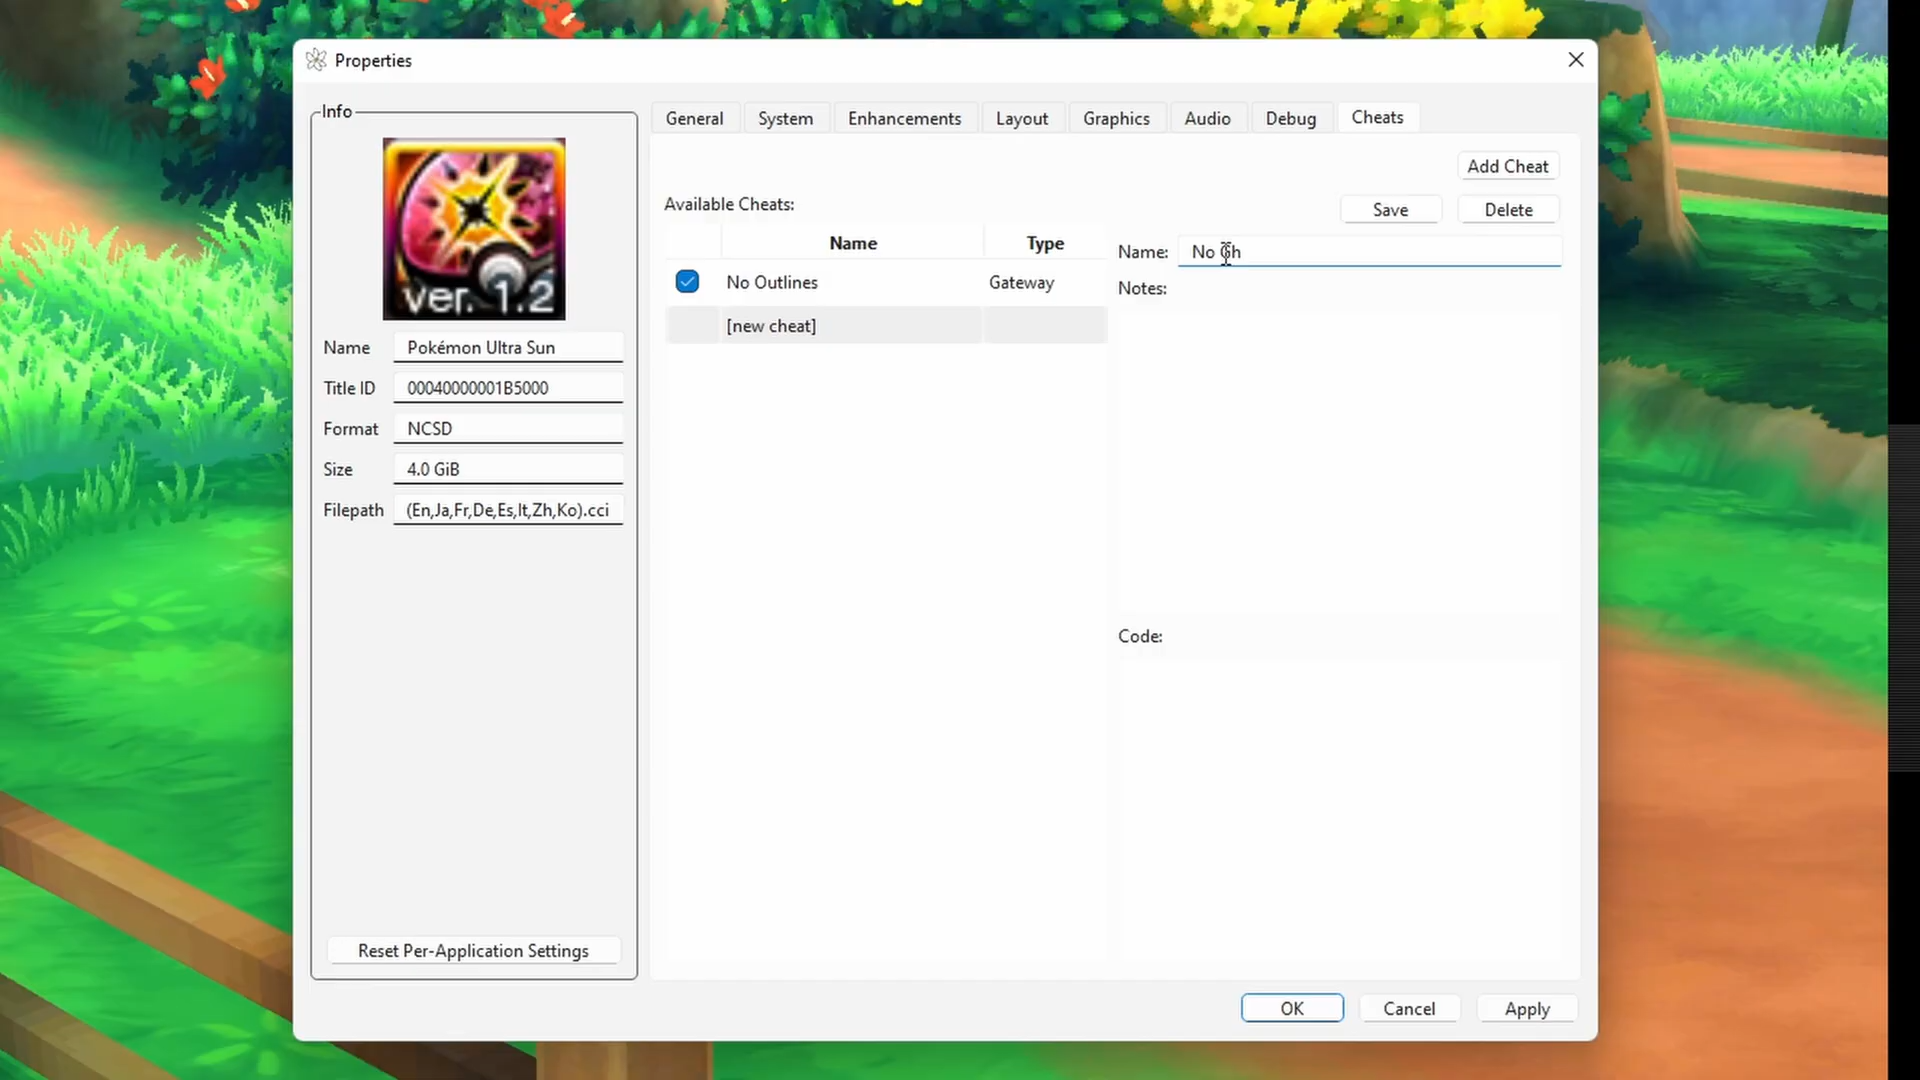 Properties
Info
ver. 1.2
Name Pokémon Ultra Sun
Title ID 00040000001B5000
Format NCSD
Size 4.0 GiB
Filepath (En,Ja,Fr,De,Es,It,Zh,Ko).cci
Reset Per-Application Settings
General System Enhancements Layout Graphics Audio Debug Cheats
Add Cheat
Available Cheats:
Save Delete
Name Type
No Outlines Gateway
[new cheat]
Name: No Gh
Notes:
Code:
OK Cancel Apply